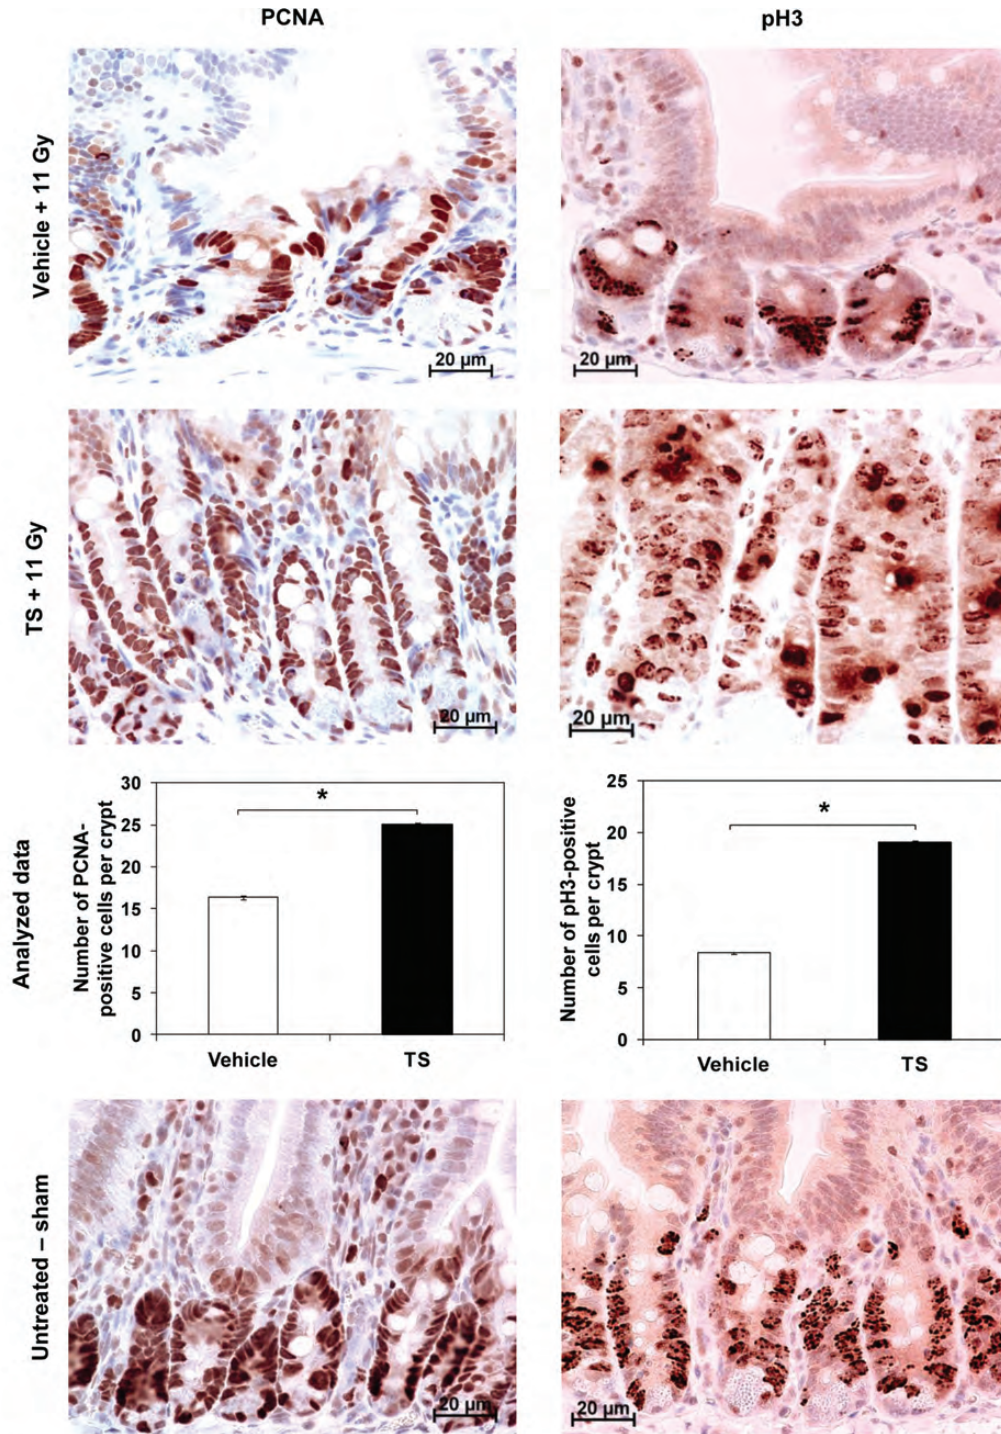 PCNA
pH3
Vehicle + 11 Gy
20 µm
20 µm
TS + 11 Gy
20 µm
20 µm
Analyzed data
Number of PCNA-
positive cells per crypt
30
25
20
15
10
5
0
*
Vehicle
TS
Number of pH3-positive
cells per crypt
25
20
15
10
5
0
*
Vehicle
TS
Untreated – sham
20 µm
20 µm